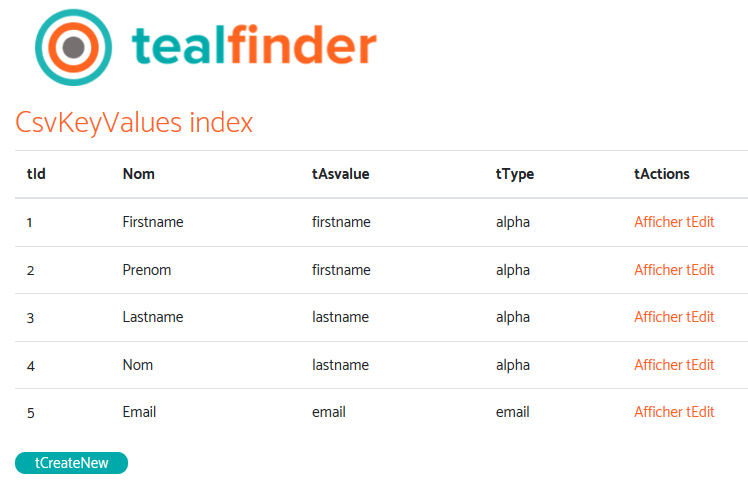 tealfinder
CsvKeyValues index
tId Nom tAsvalue tType tActions
1 Firstname firstname alpha Afficher tEdit
2 Prenom firstname alpha Afficher tEdit
3 Lastname lastname alpha Afficher tEdit
4 Nom lastname alpha Afficher tEdit
5 Email email email Afficher tEdit
tCreateNew